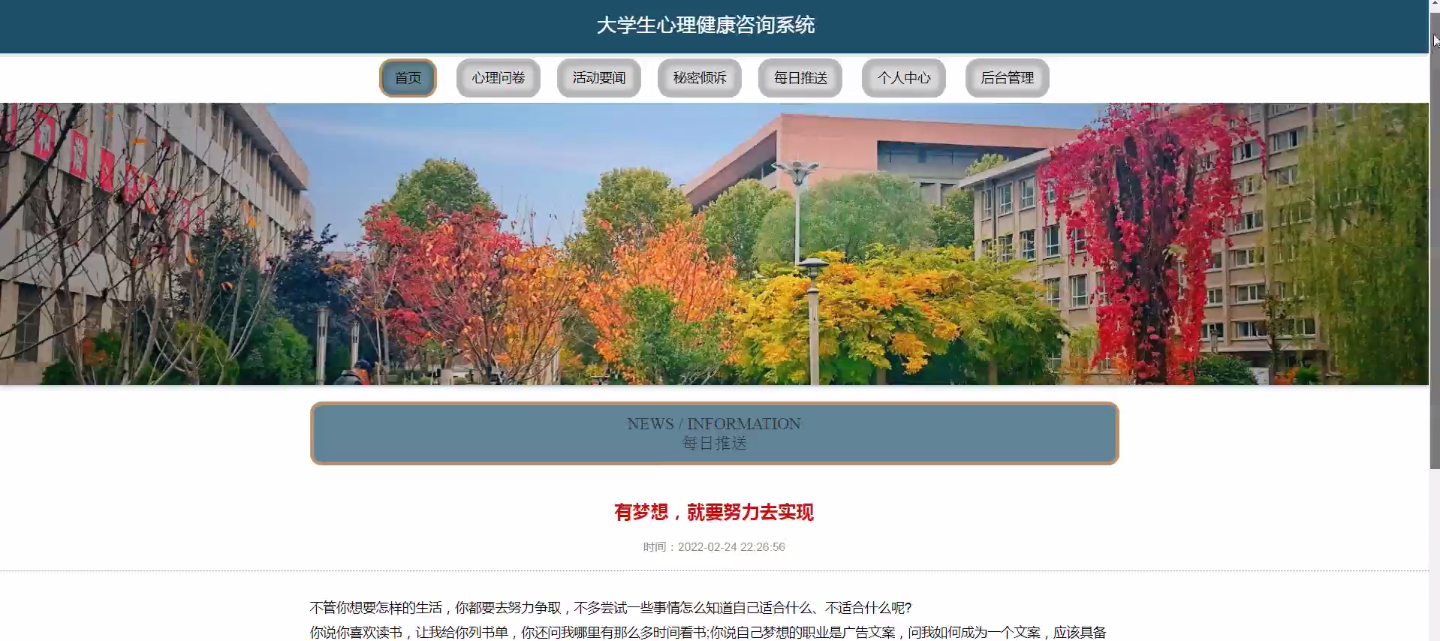 大学生心理健康咨询系统
首页
心理问卷
活动要闻
秘密倾诉
每日推送
个人中心
后台管理
NEWS / INFORMATION
每日推送
有梦想，就要努力去实现
时间：2022-02-24 22:26:56
不管你想要怎样的生活，你都要去努力争取，不多尝试一些事情怎么知道自己适合什么、不适合什么呢?
你说你喜欢读书，让我给你列书单，你还问我哪里有那么多时间看书;你说自己梦想的职业是广告文案，问我如何成为一个文案，应该具备